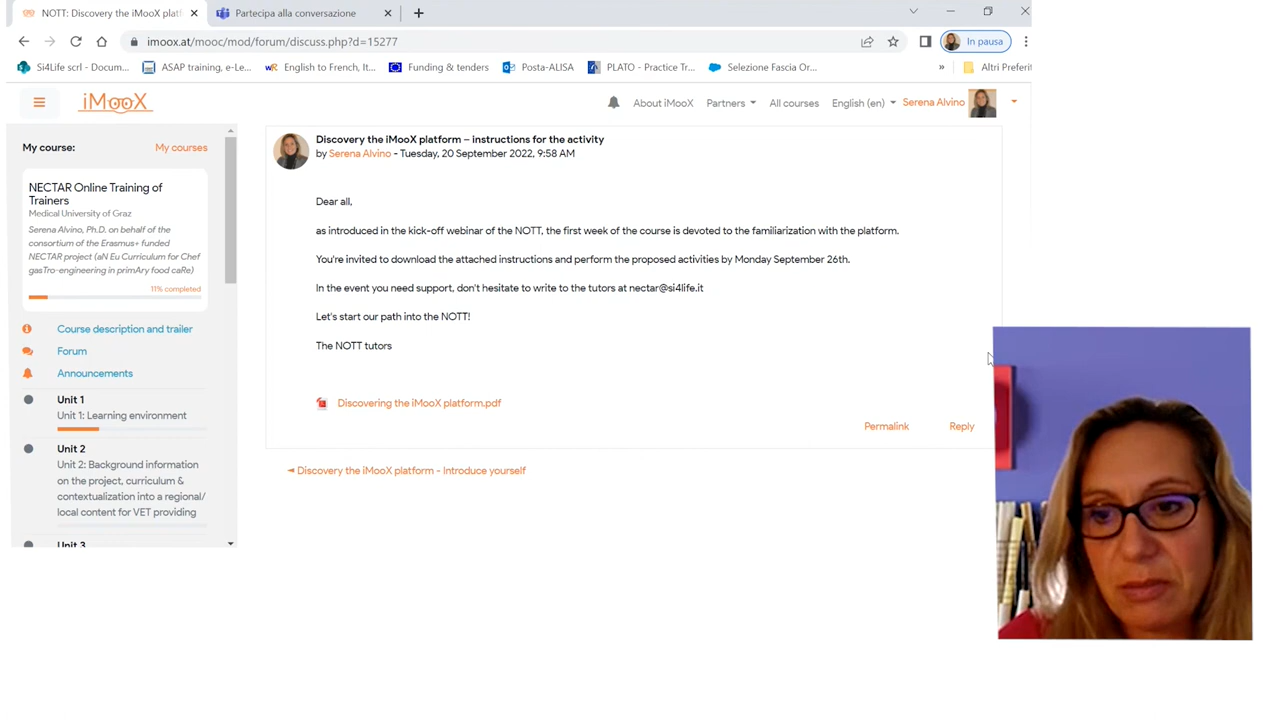 NOTT: Discovery the iMooX platf
Partecipa alla conversazione
imoox.at/mooc/mod/forum/discuss.php?d=15277
In pausa
Si4Life scrl - Docum...
ASAP training, e-Le...
English to French, It...
Funding & tenders
Posta-ALISA
PLATO - Practice Tr...
Selezione Fascia Or...
»
Altri Preferit
iMooX
About iMooX
Partners
All courses
English (en)
Serena Alvino
My course:
My courses
NECTAR Online Training of
Trainers
Medical University of Graz
Serena Alvino, Ph.D. on behalf of the
consortium of the Erasmus+ funded
NECTAR project (aN Eu Curriculum for Chef
gasTro-engineering in primAry food caRe)
11% completed
Course description and trailer
Forum
Announcements
Unit 1
Unit 1: Learning environment
Unit 2
Unit 2: Background information
on the project, curriculum &
contextualization into a regional/
local content for VET providing
Unit 3
Discovery the iMooX platform – instructions for the activity
by Serena Alvino - Tuesday, 20 September 2022, 9:58 AM
Dear all,
as introduced in the kick-off webinar of the NOTT, the first week of the course is devoted to the familiarization with the platform.
You're invited to download the attached instructions and perform the proposed activities by Monday September 26th.
In the event you need support, don't hesitate to write to the tutors at nectar@si4life.it
Let's start our path into the NOTT!
The NOTT tutors
Discovering the iMooX platform.pdf
Permalink
Reply
◄ Discovery the iMooX platform - Introduce yourself